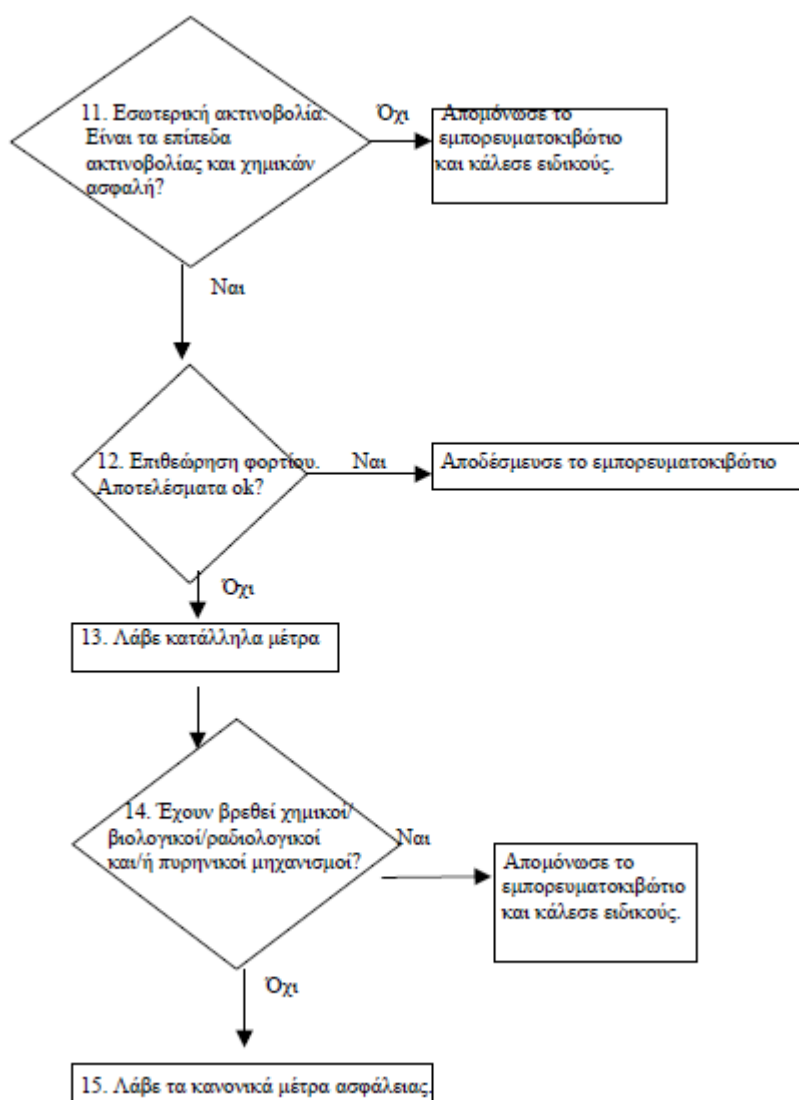 11. Εσωτερική ακτινοβολία.
Είναι τα επίπεδα
ακτινοβολίας και χημικών
ασφαλή?
Όχι
Απομόνωσε το
εμπορευματοκιβώτιο
και κάλεσε ειδικούς.
Ναι
12. Επιθεώρηση φορτίου.
Αποτελέσματα ok?
Ναι
Αποδέσμευσε το εμπορευματοκιβώτιο
Όχι
13. Λάβε κατάλληλα μέτρα
14. Έχουν βρεθεί χημικοί/
βιολογικοί/ραδιολογικοί
και/ή πυρηνικοί μηχανισμοί?
Ναι
Απομόνωσε το
εμπορευματοκιβώτιο
και κάλεσε ειδικούς.
Όχι
15. Λάβε τα κανονικά μέτρα ασφάλειας.